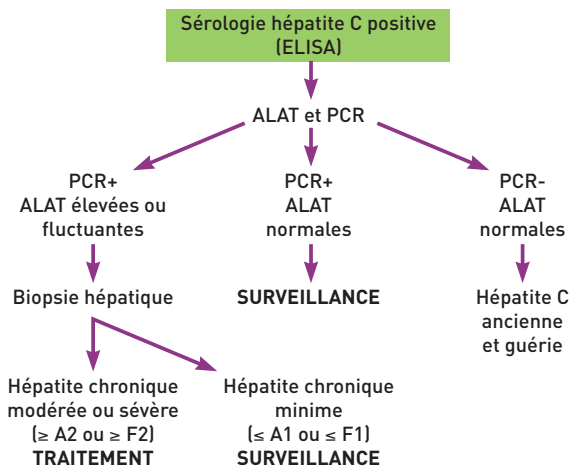 Sérologie hépatite C positive
(ELISA)
ALAT et PCR
PCR+
ALAT élevées ou
fluctuantes
PCR+
ALAT
normales
PCR-
ALAT
normales
Biopsie hépatique
SURVEILLANCE
Hépatite C
ancienne
et guérie
Hépatite chronique
modérée ou sévère
(≥ A2 ou ≥ F2)
TRAITEMENT
Hépatite chronique
minime
(≤ A1 ou ≤ F1)
SURVEILLANCE